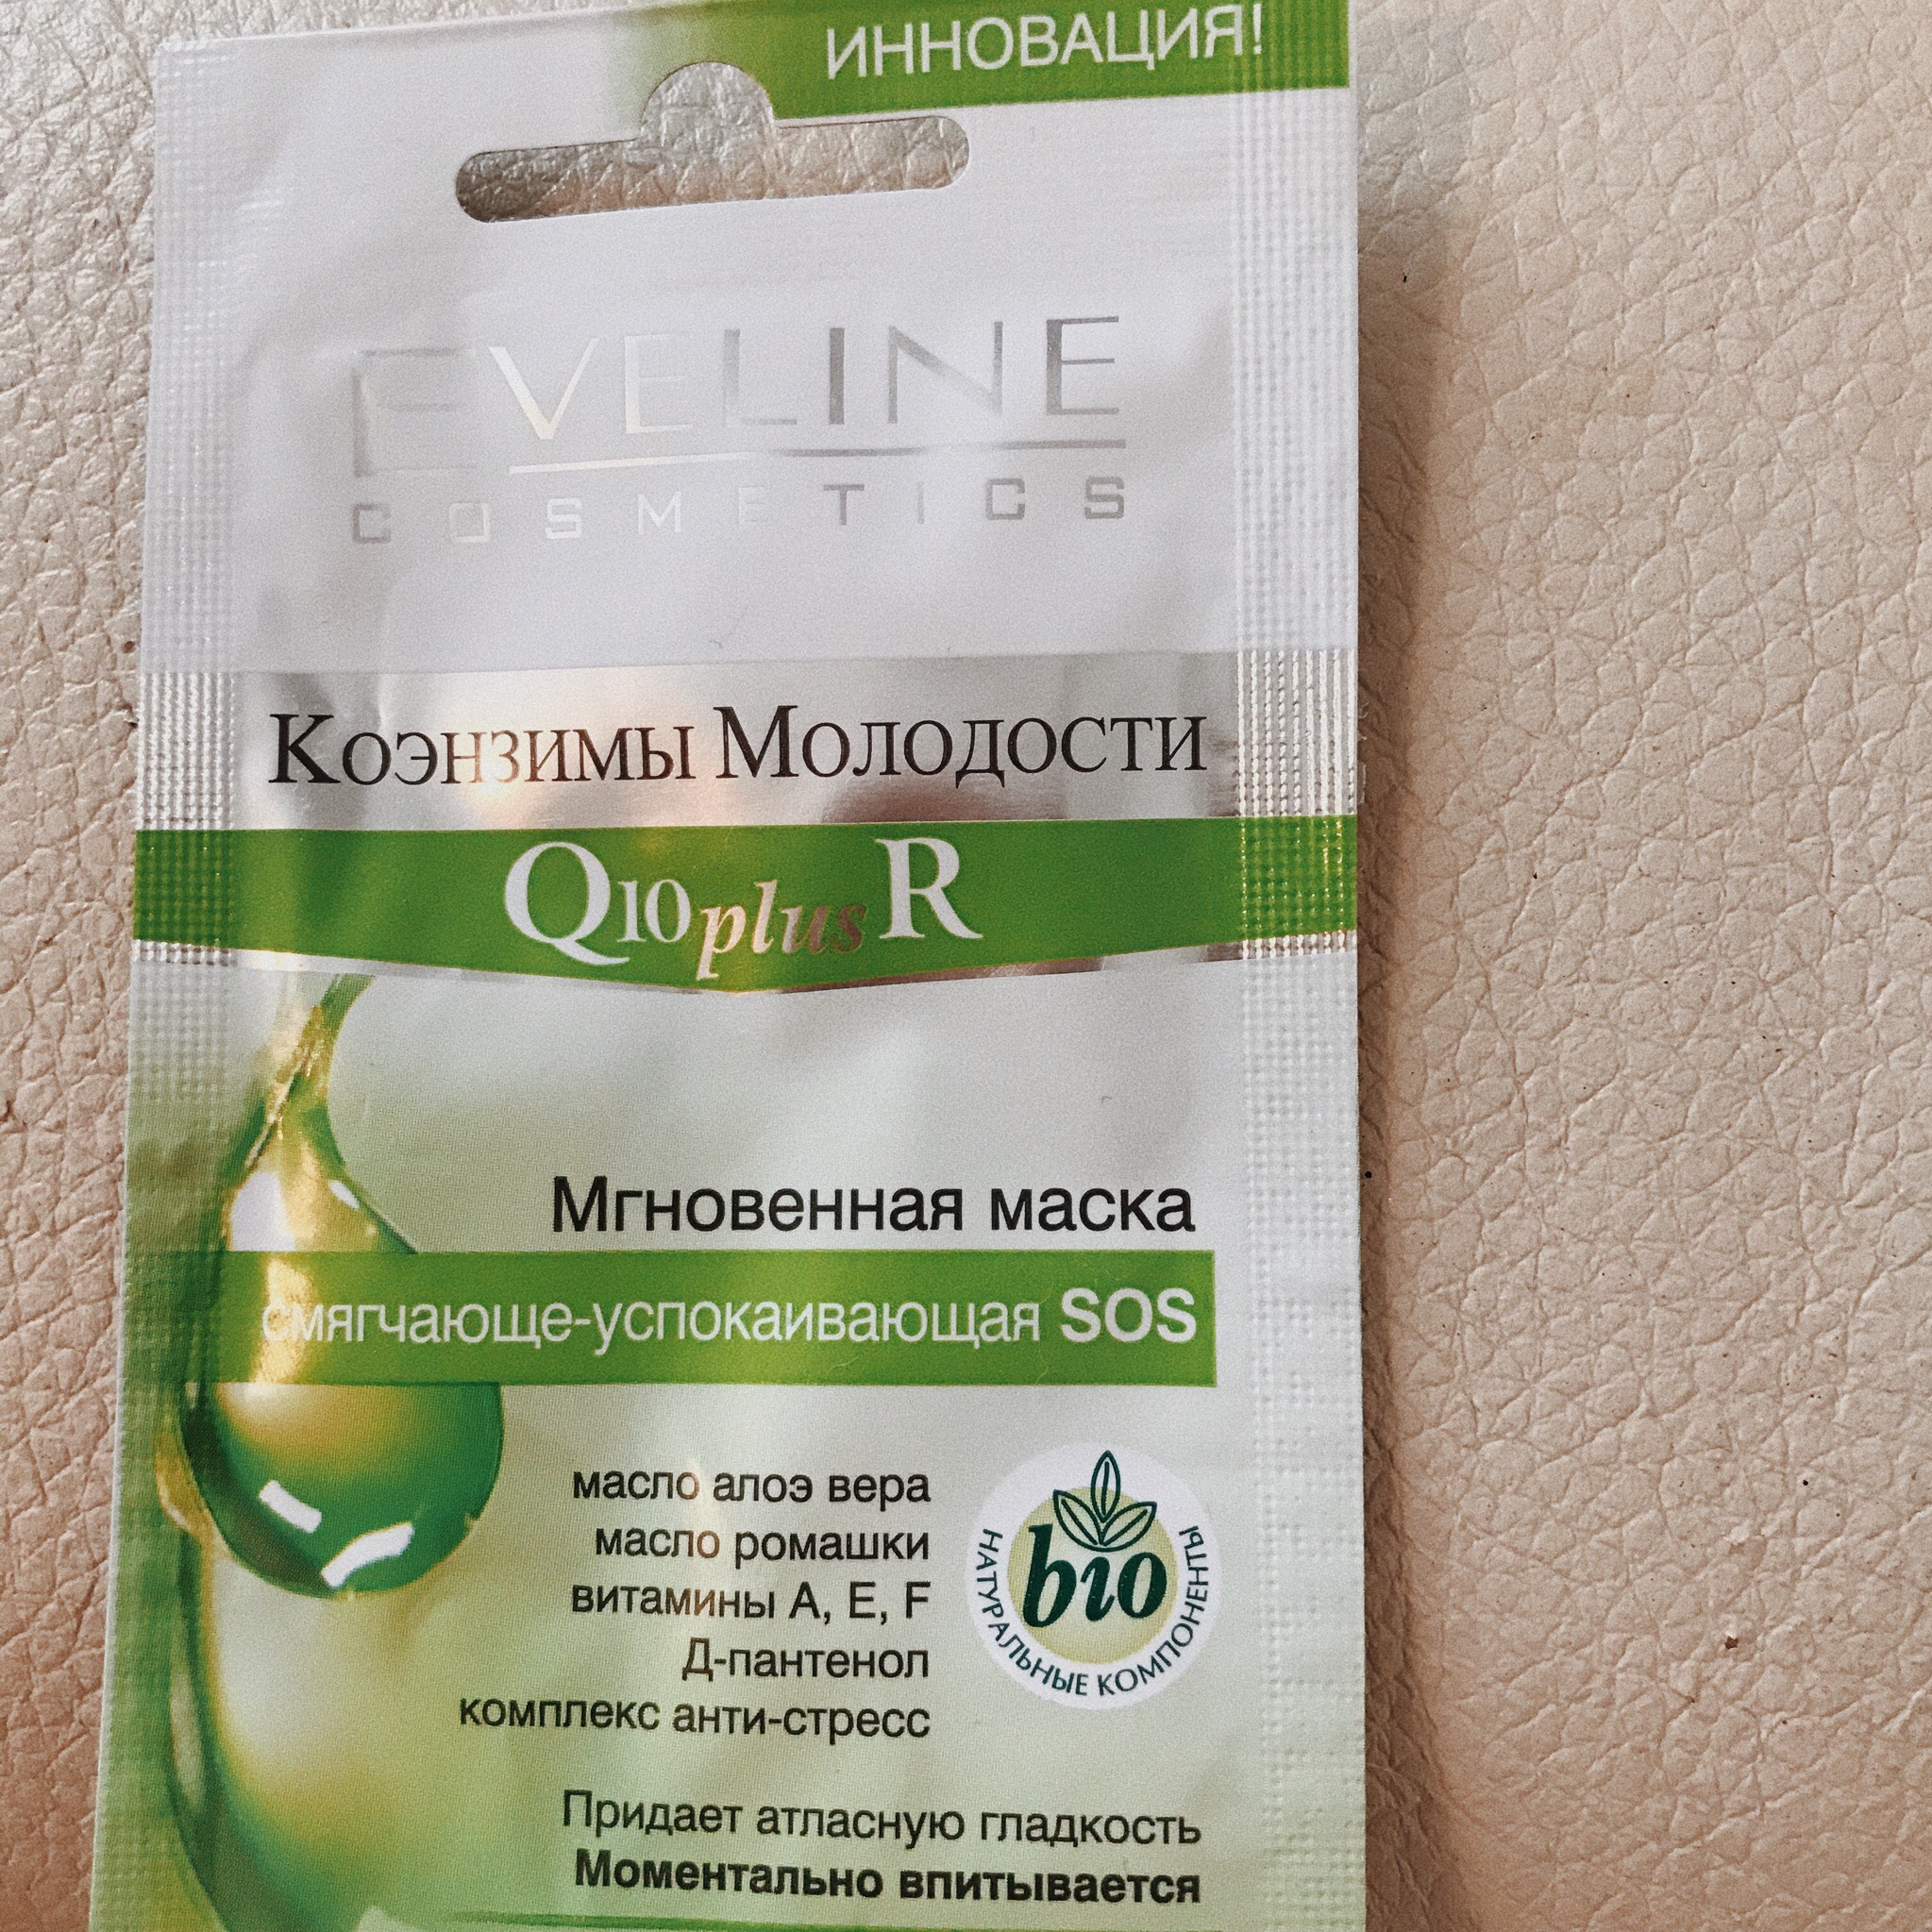 ИННОВАЦИЯ!
EVELINE
COSMETICS
Коэнзимы Молодости
Q10 plus R
Мгновенная маска
смягчающе-успокаивающая SOS
масло алоэ вера
масло ромашки
витамины А, Е, F
Д-пантенол
комплекс анти-стресс
bio
НАТУРАЛЬНЫЕ КОМПОНЕНТЫ
Придает атласную гладкость
Моментально впитывается